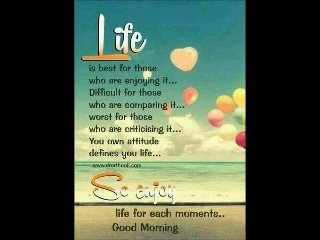 Life
is best for those
who are enjoying it...
Difficult for those
who are comparing it...
worst for those
who are criticising it...
You own attitude
defines you life...
So enjoy
life for each moments..
Good Morning